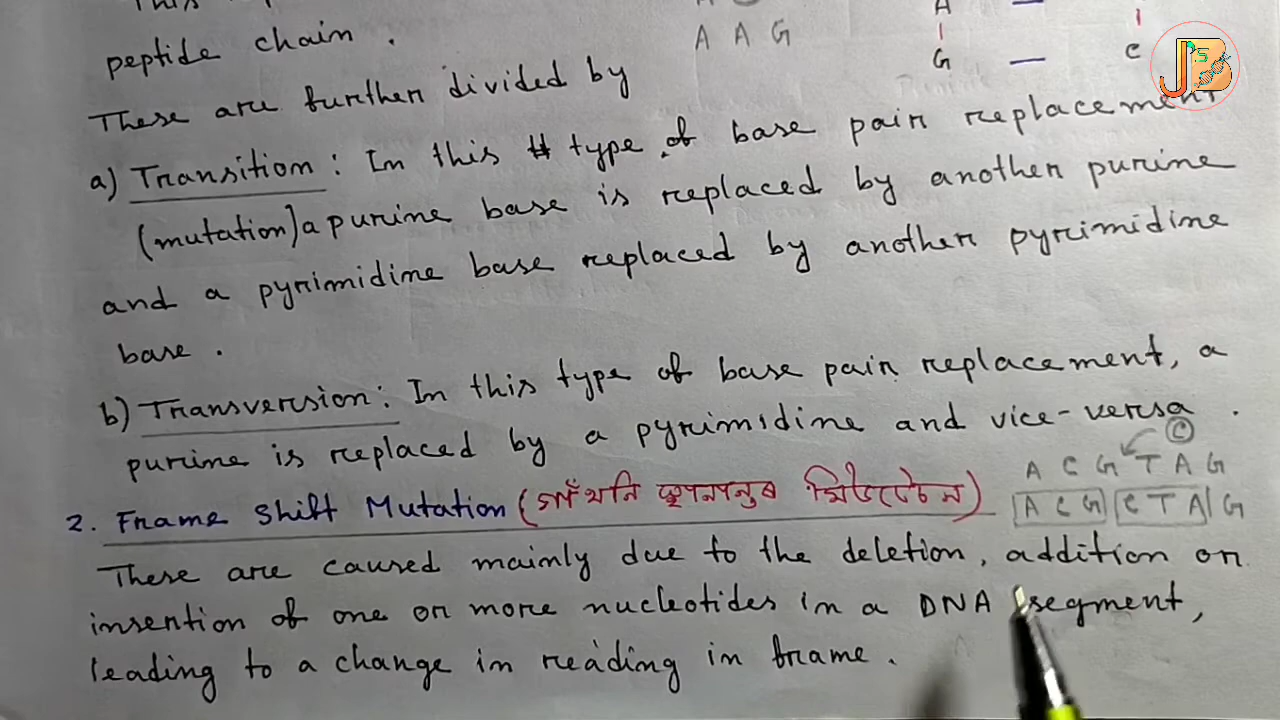 peptide chain.
A A G
G — C
These are further divided by
a) Transition : In this type of base pair replacement
(mutation) a purine base is replaced by another purine
and a pyrimidine base replaced by another pyrimidine
base.
b) Transversion : In this type of base pair replacement, a
purine is replaced by a pyrimidine and vice-versa.
C
A C G T A G
2. Frame Shift Mutation (
A C G C T A G
These are caused mainly due to the deletion, addition or
insertion of one or more nucleotides in a DNA segment,
leading to a change in reading in frame.